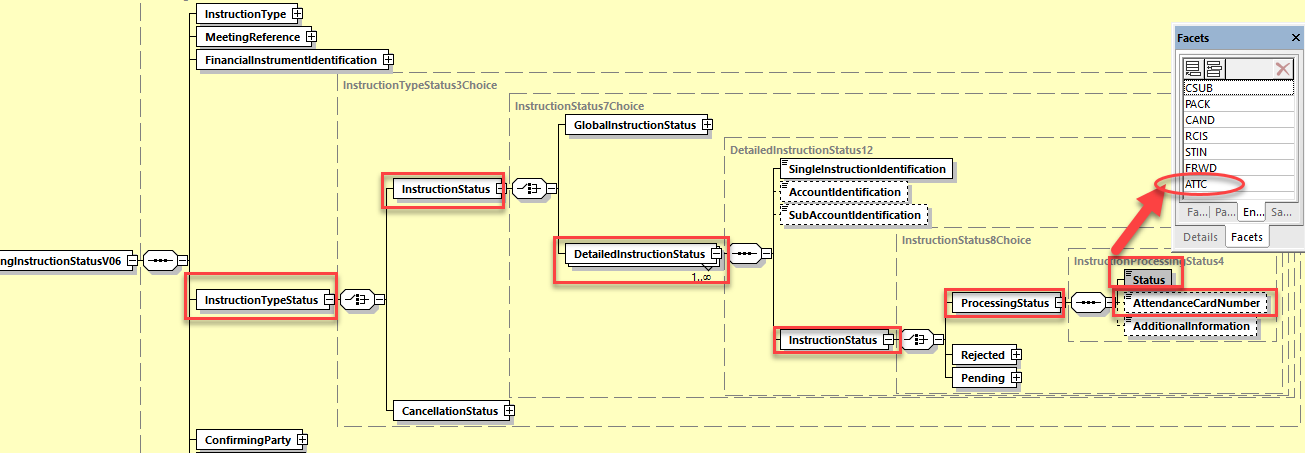 InstructionType
MeetingReference
FinancialInstrumentIdentification
Facets
InstructionTypeStatus3Choice
CSUB
InstructionStatus7Choice
PACK
GlobalInstructionStatus
CAND
RCIS
DetailedInstructionStatus12
STIN
SingleInstructionIdentification
FRWD
InstructionStatus
AccountIdentification
ATTC
SubAccountIdentification
Fa...
Pa...
En...
Sa...
InstructionStatus8Choice
Details
Facets
DetailedInstructionStatus
1..∞
ngInstructionStatusV06
InstructionProcessingStatus4
Status
InstructionTypeStatus
ProcessingStatus
AttendanceCardNumber
AdditionalInformation
InstructionStatus
Rejected
Pending
CancellationStatus
ConfirmingParty